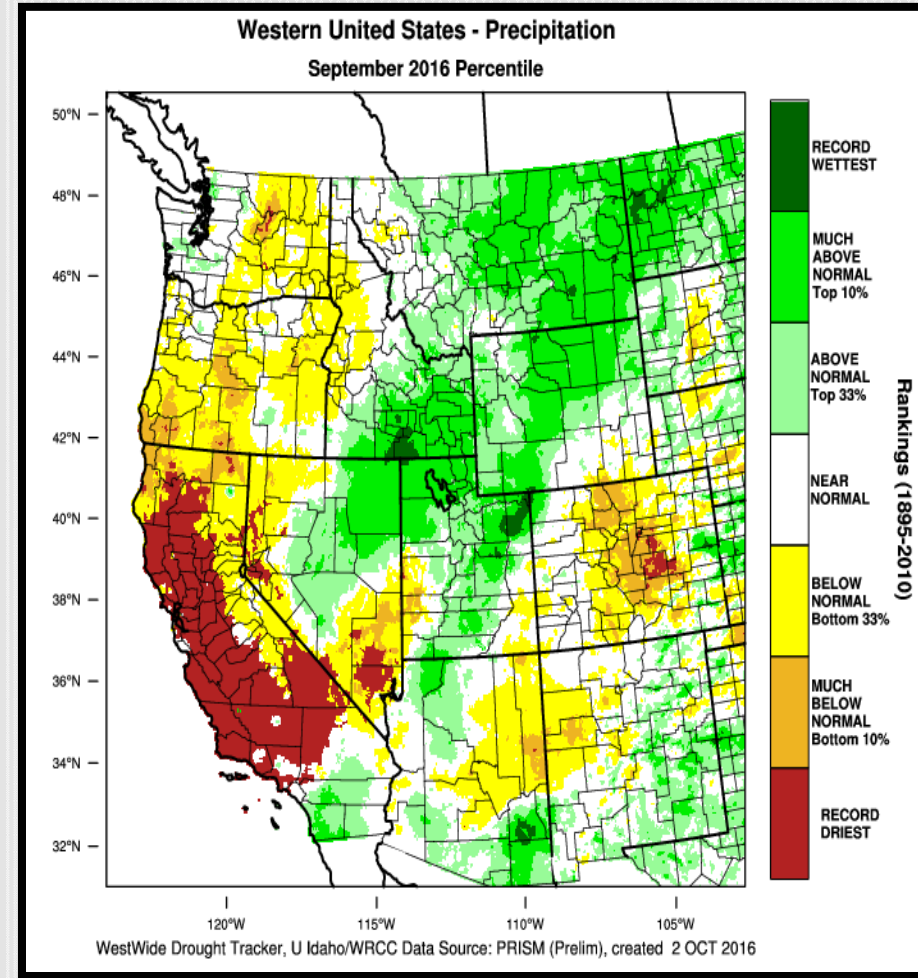 Western United States - Precipitation
September 2016 Percentile
50°N
48°N
46°N
44°N
42°N
40°N
38°N
36°N
34°N
32°N
120°W
115°W
110°W
105°W
RECORD
WETTEST
MUCH
ABOVE
NORMAL
Top 10%
ABOVE
NORMAL
Top 33%
NEAR
NORMAL
BELOW
NORMAL
Bottom 33%
MUCH
BELOW
NORMAL
Bottom 10%
RECORD
DRIEST
Rankings (1895-2010)
WestWide Drought Tracker, U Idaho/WRCC Data Source: PRISM (Prelim), created 2 OCT 2016